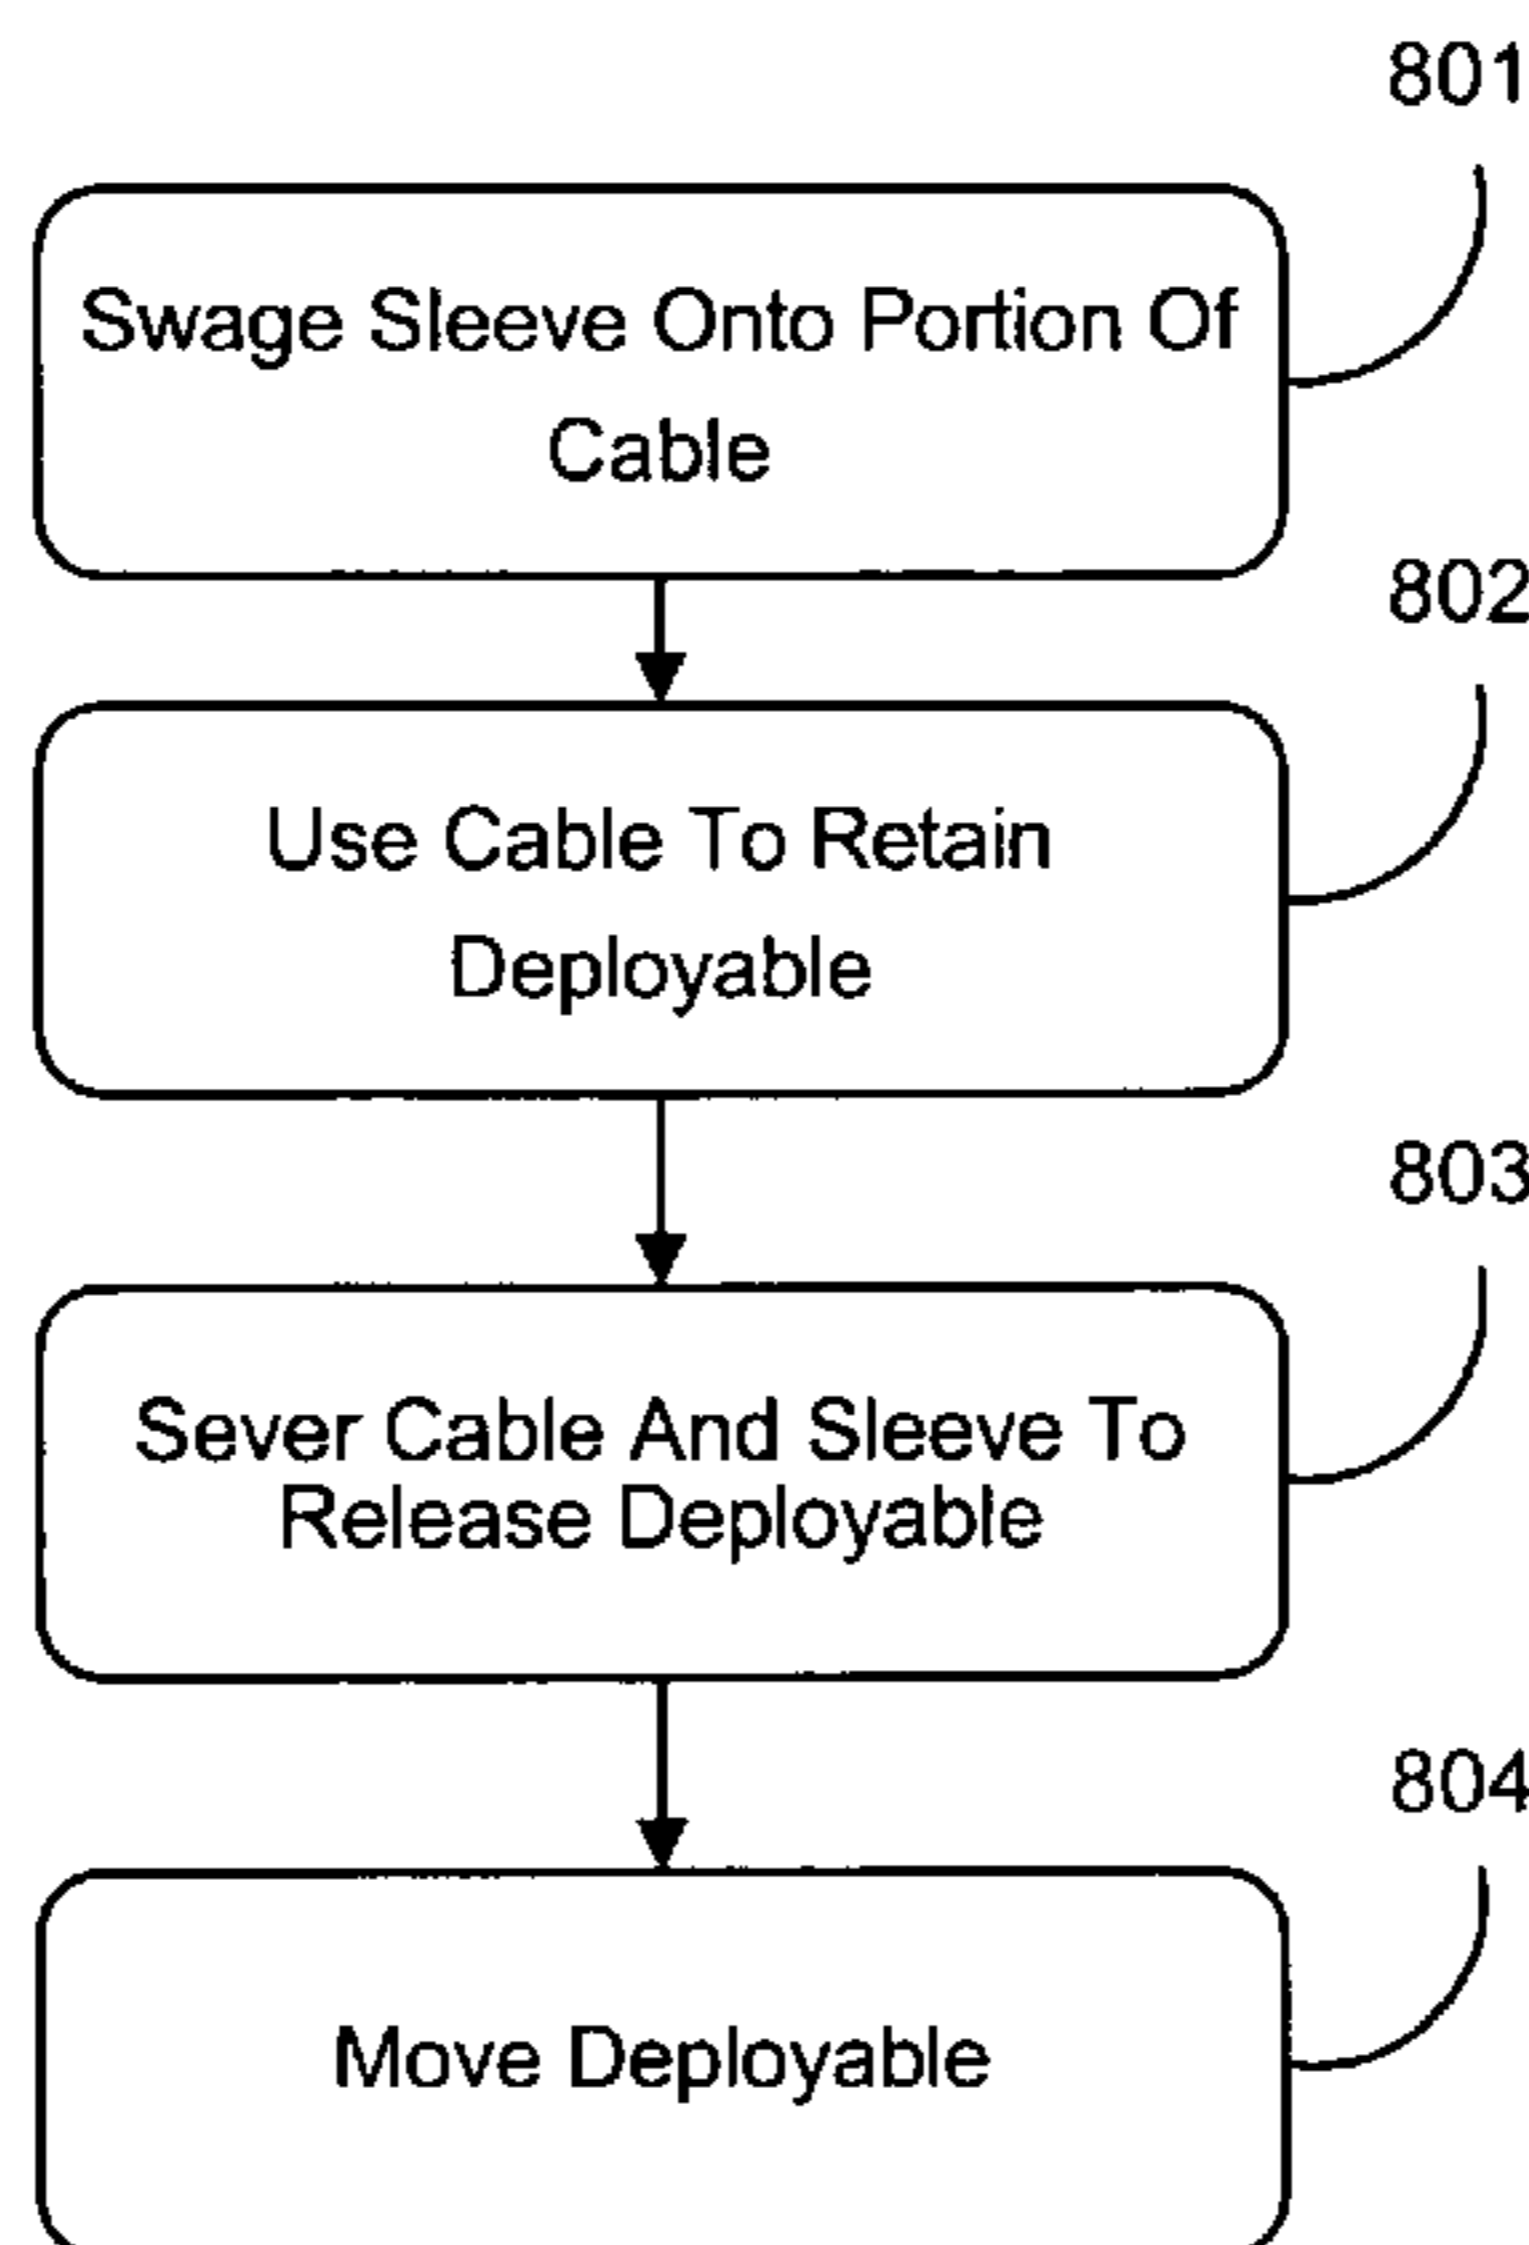 801
Swage Sleeve Onto Portion Of
Cable
802
Use Cable To Retain
Deployable
803
Sever Cable And Sleeve To
Release Deployable
804
Move Deployable